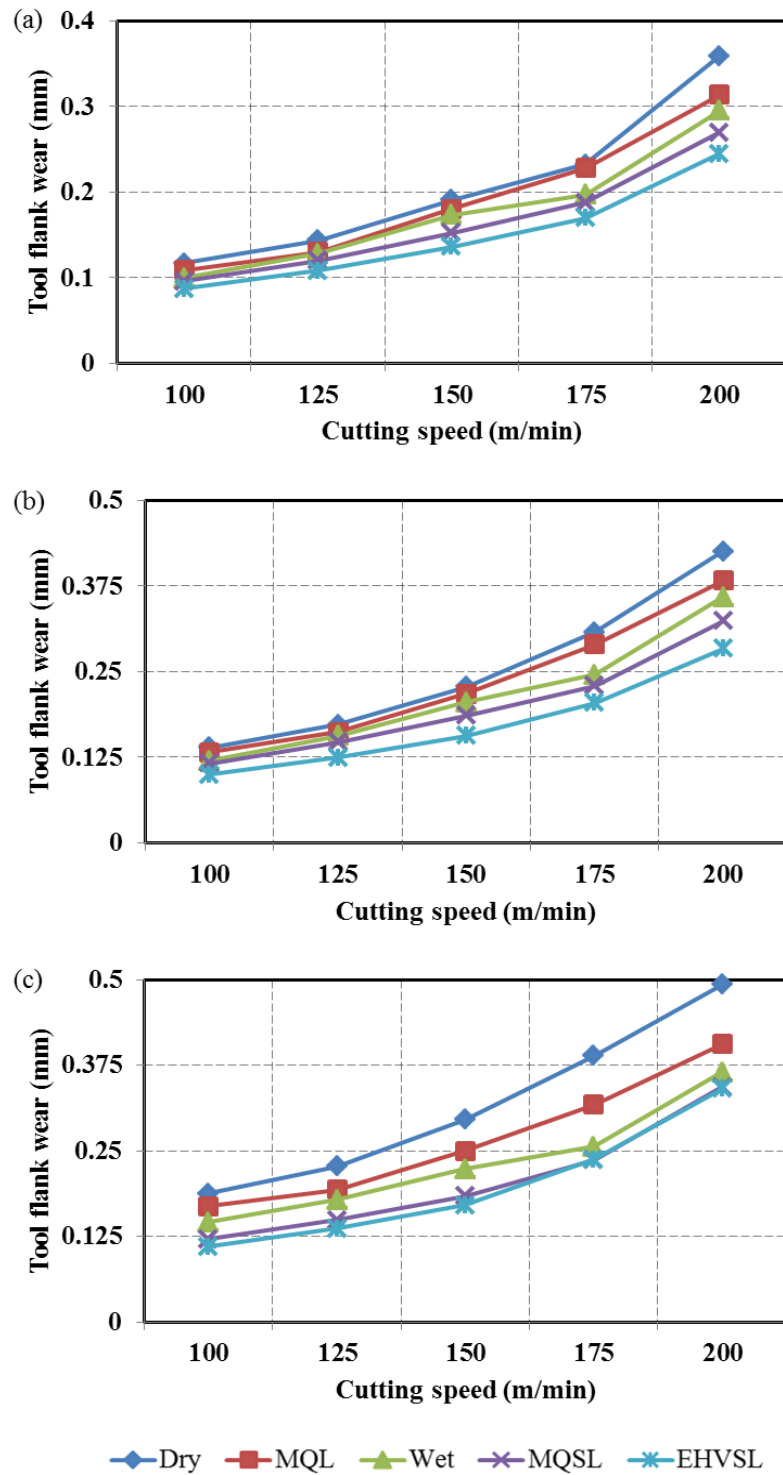 (a)
0.4
0.3
0.2
0.1
0
Tool flank wear (mm)
100 125 150 175 200
Cutting speed (m/min)
(b)
0.5
0.375
0.25
0.125
0
Tool flank wear (mm)
100 125 150 175 200
Cutting speed (m/min)
(c)
0.5
0.375
0.25
0.125
0
Tool flank wear (mm)
100 125 150 175 200
Cutting speed (m/min)
Dry MQL Wet MQSL EHVSL